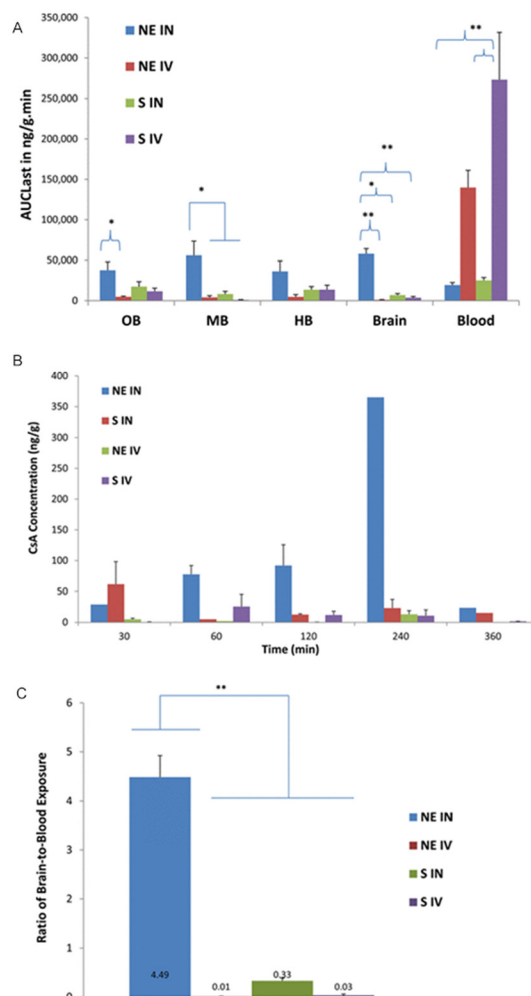 A
350,000
300,000
250,000
200,000
150,000
100,000
50,000
0
AUCLast in ng/g.min
NE IN
NE IV
S IN
S IV
*
*
**
*
**
**
OB
MB
HB
Brain
Blood
B
400
350
300
250
200
150
100
50
0
CsA Concentration (ng/g)
NE IN
S IN
NE IV
S IV
30
60
120
240
360
Time (min)
C
6
5
4
3
2
1
0
Ratio of Brain-to-Blood Exposure
**
4.49
0.01
0.33
0.03
NE IN
NE IV
S IN
S IV